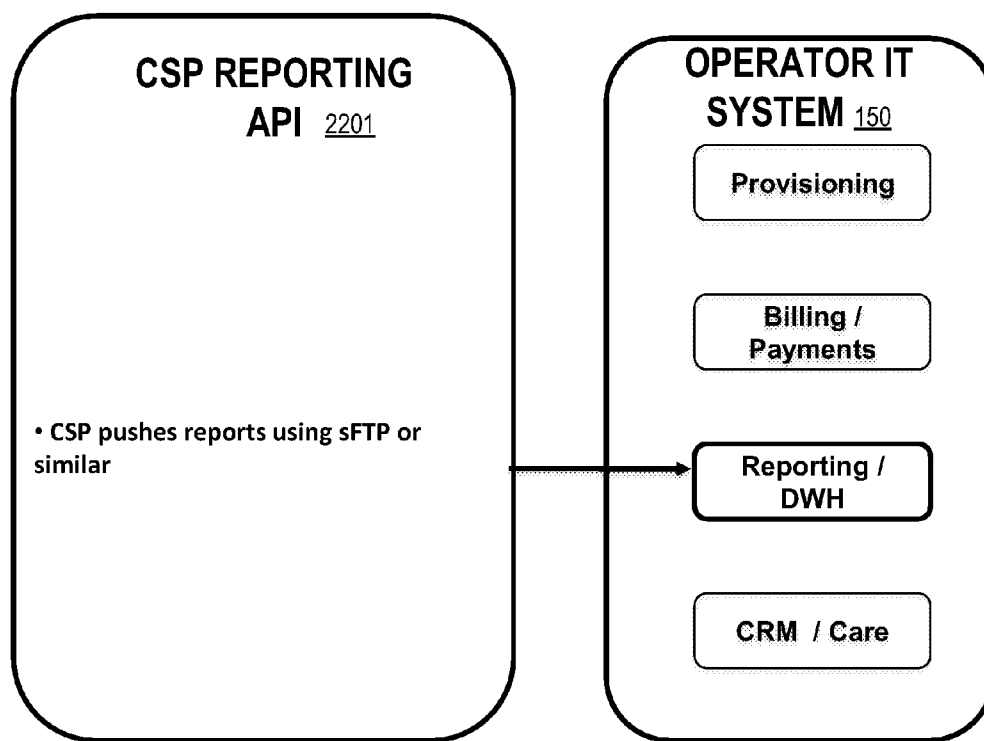 CSP REPORTING
API 2201
• CSP pushes reports using sFTP or
similar
OPERATOR IT
SYSTEM 150
Provisioning
Billing /
Payments
Reporting /
DWH
CRM / Care